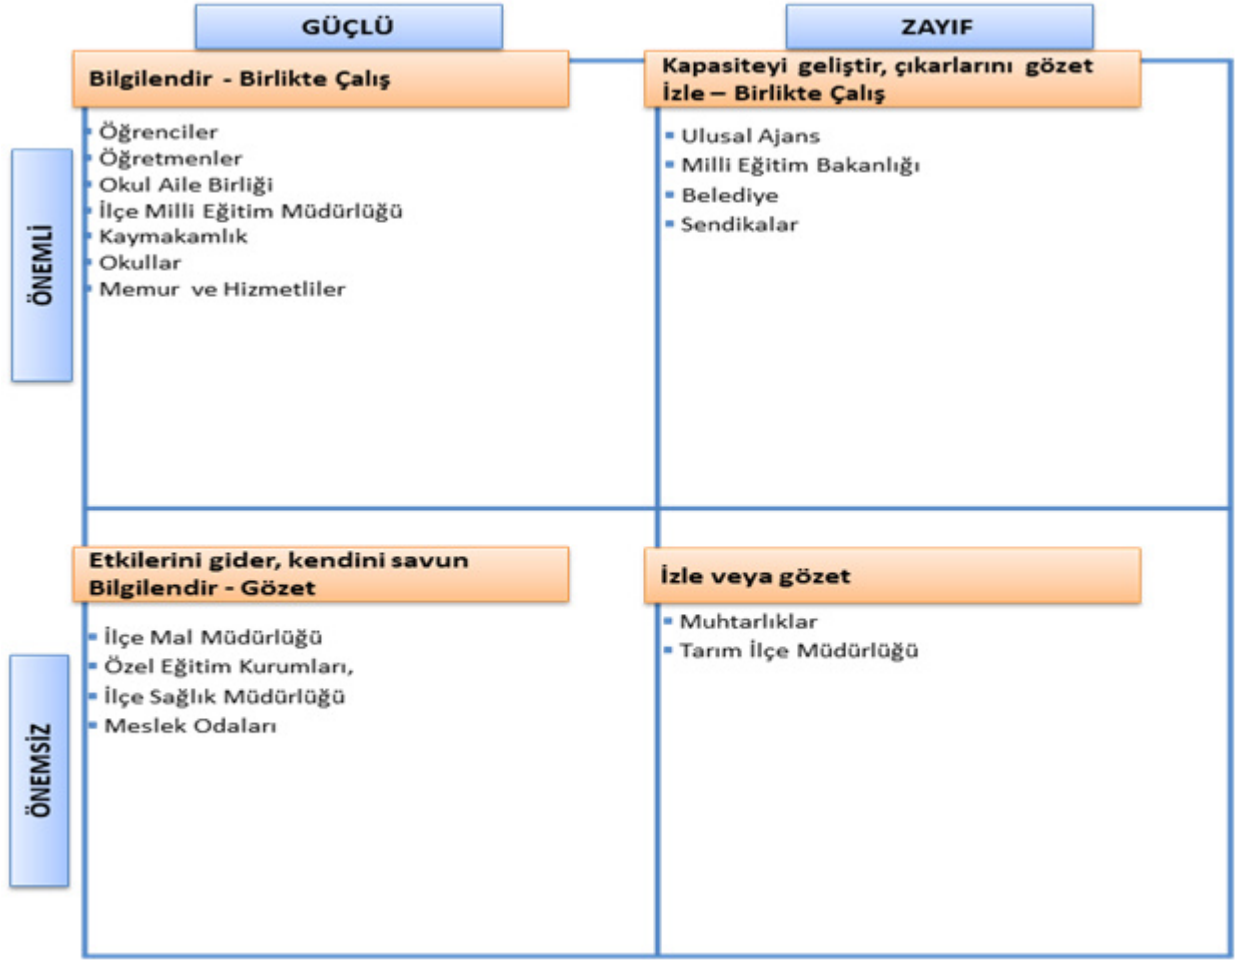 GÜÇLÜ
ZAYIF
ÖNEMLİ
Bilgilendir - Birlikte Çalış
Öğrenciler
Öğretmenler
Okul Aile Birliği
İlçe Milli Eğitim Müdürlüğü
Kaymakamlık
Okullar
Memur ve Hizmetliler
Kapasiteyi geliştir, çıkarlarını gözet
İzle – Birlikte Çalış
Ulusal Ajans
Milli Eğitim Bakanlığı
Belediye
Sendikalar
ÖNEMSİZ
Etkilerini gider, kendini savun
Bilgilendir - Gözet
İlçe Mal Müdürlüğü
Özel Eğitim Kurumları,
İlçe Sağlık Müdürlüğü
Meslek Odaları
İzle veya gözet
Muhtarlıklar
Tarım İlçe Müdürlüğü